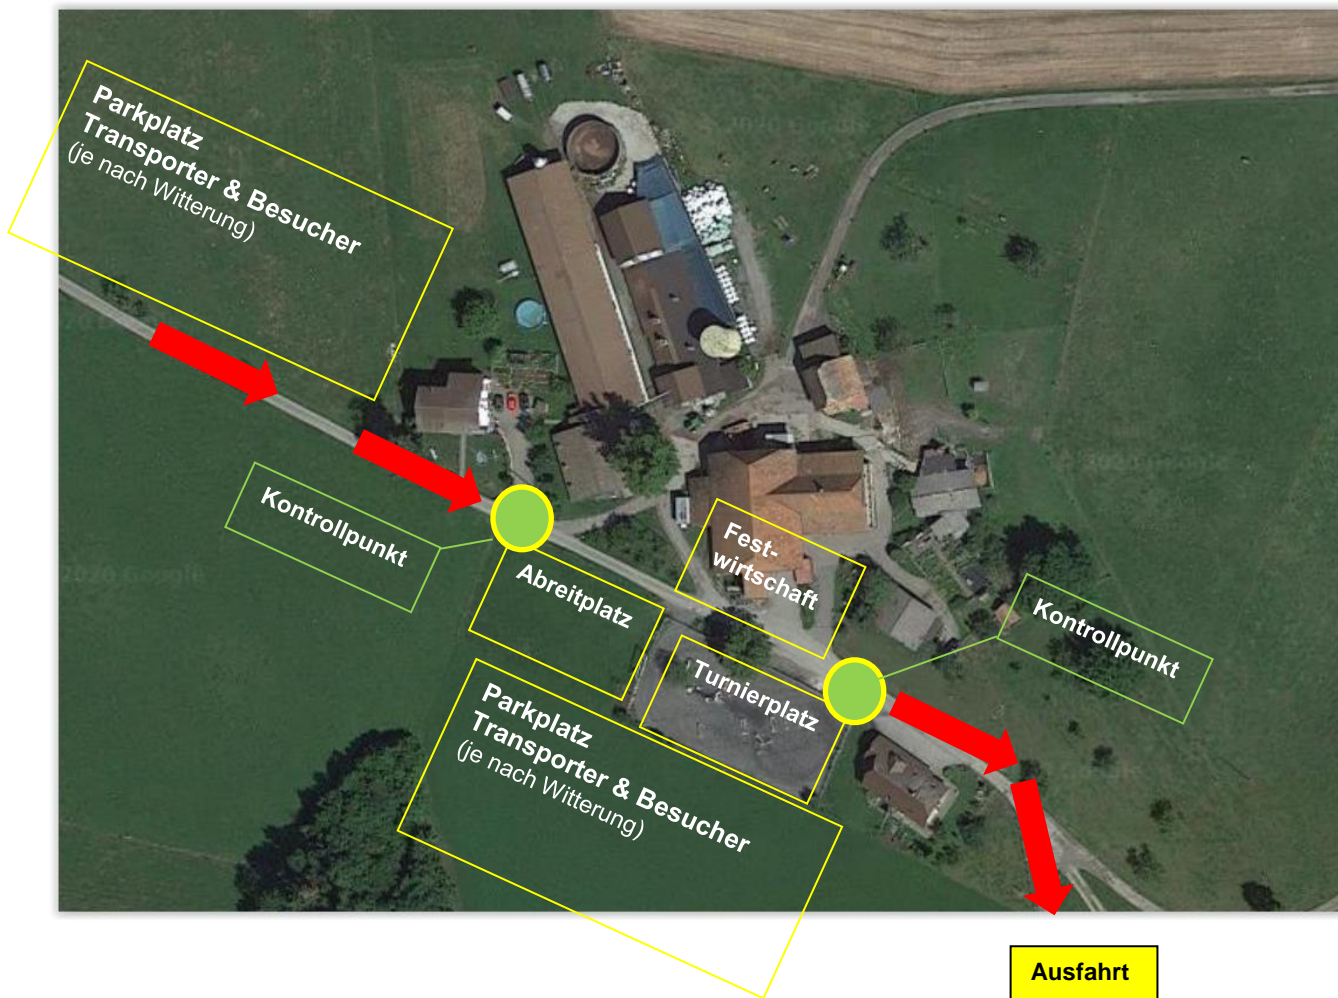 Parkplatz
Transporter & Besucher
(je nach Witterung)
Kontrollpunkt
Abreitplatz
Fest-
wirtschaft
Kontrollpunkt
Turnierplatz
Parkplatz
Transporter & Besucher
(je nach Witterung)
Ausfahrt